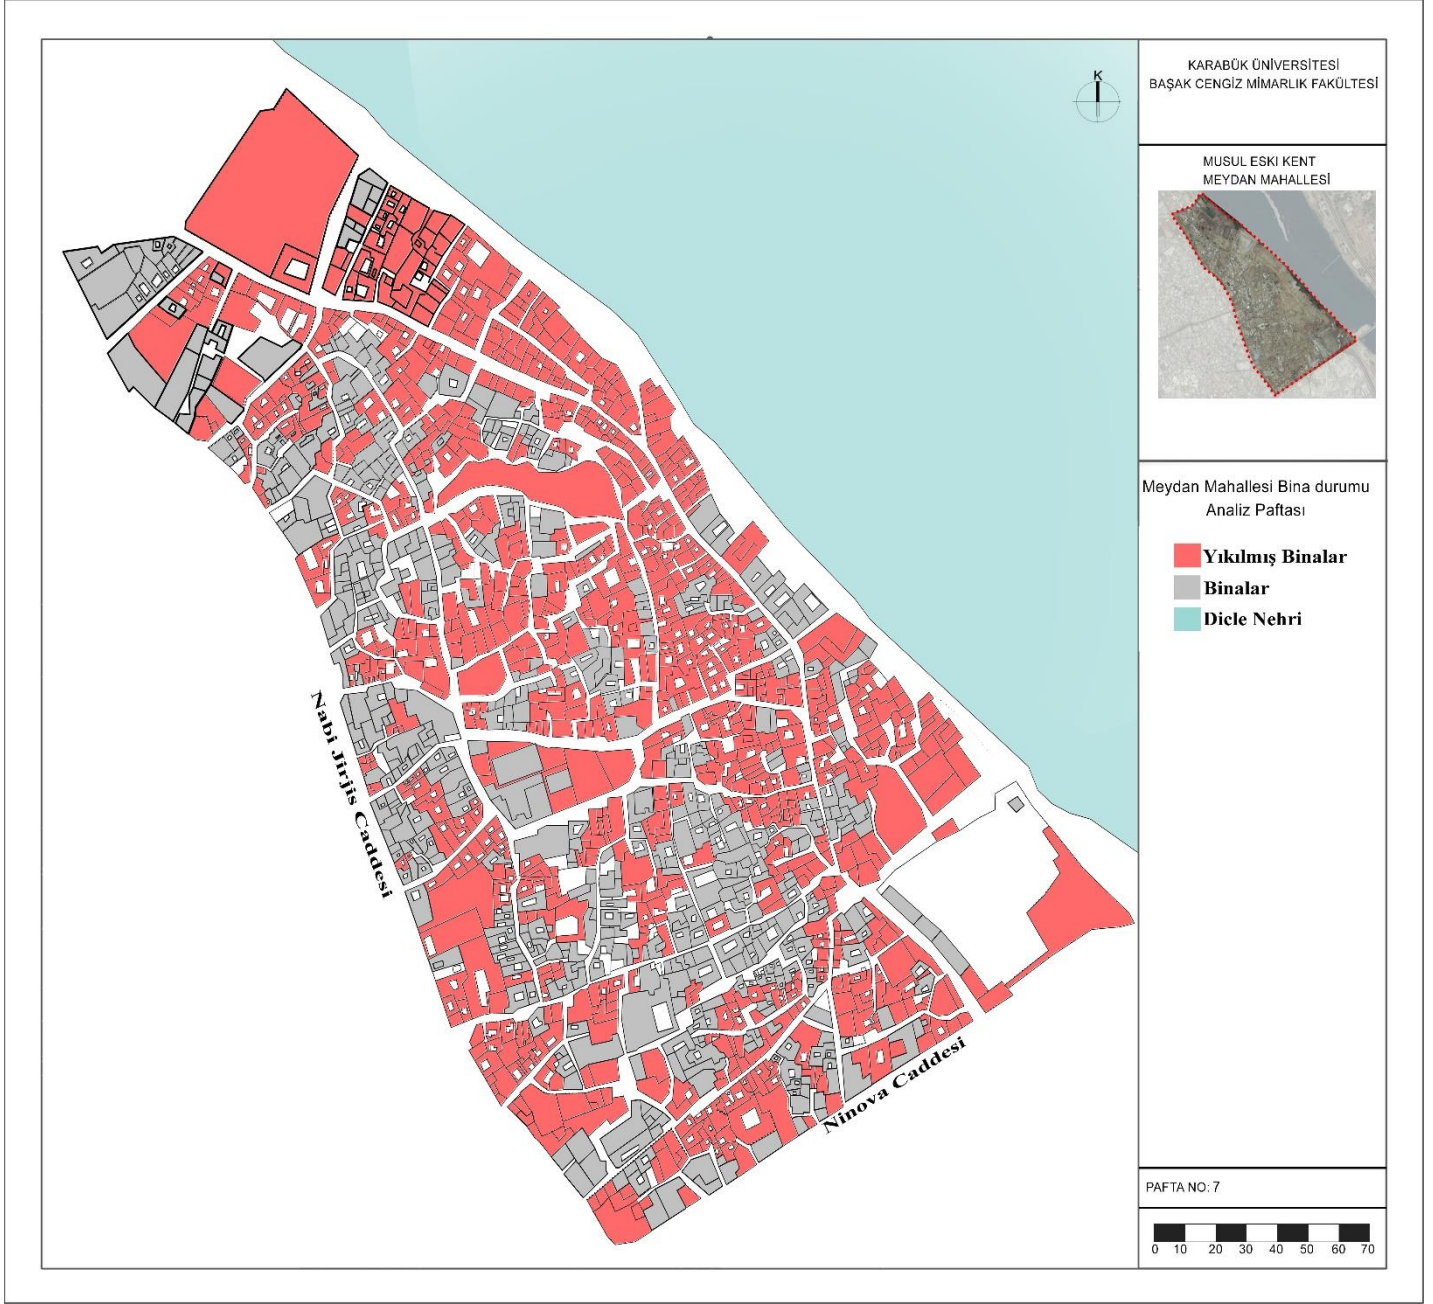 KARABÜK ÜNİVERSİTESİ
BAŞAK CENGİZ MİMARLIK FAKÜLTESİ
K
MUSUL ESKI KENT
MEYDAN MAHALLESİ
Meydan Mahallesi Bina durumu
Analiz Paftası
Yıkılmış Binalar
Binalar
Dicle Nehri
Nabi Jirjis Caddesi
Ninova Caddesi
PAFTA NO: 7
0 10 20 30 40 50 60 70